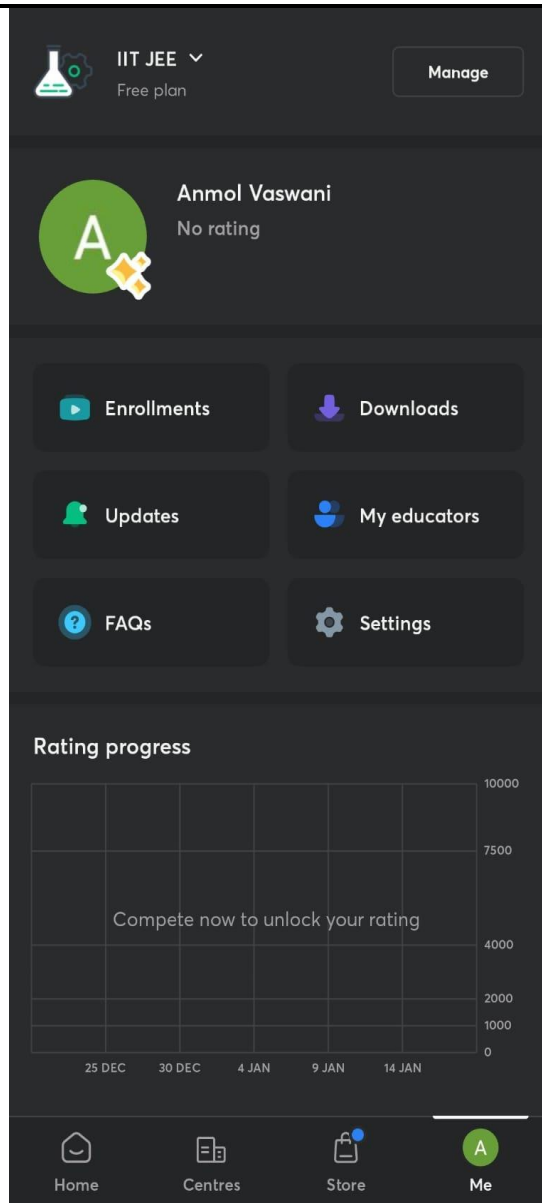 IIT JEE
Free plan
Manage
A
Anmol Vaswani
No rating
Enrollments
Downloads
Updates
My educators
? FAQs
Settings
Rating progress
10000
7500
Compete now to unlock your rating
4000
2000
1000
0
25 DEC 30 DEC 4 JAN 9 JAN 14 JAN
A
Home Centres Store Me